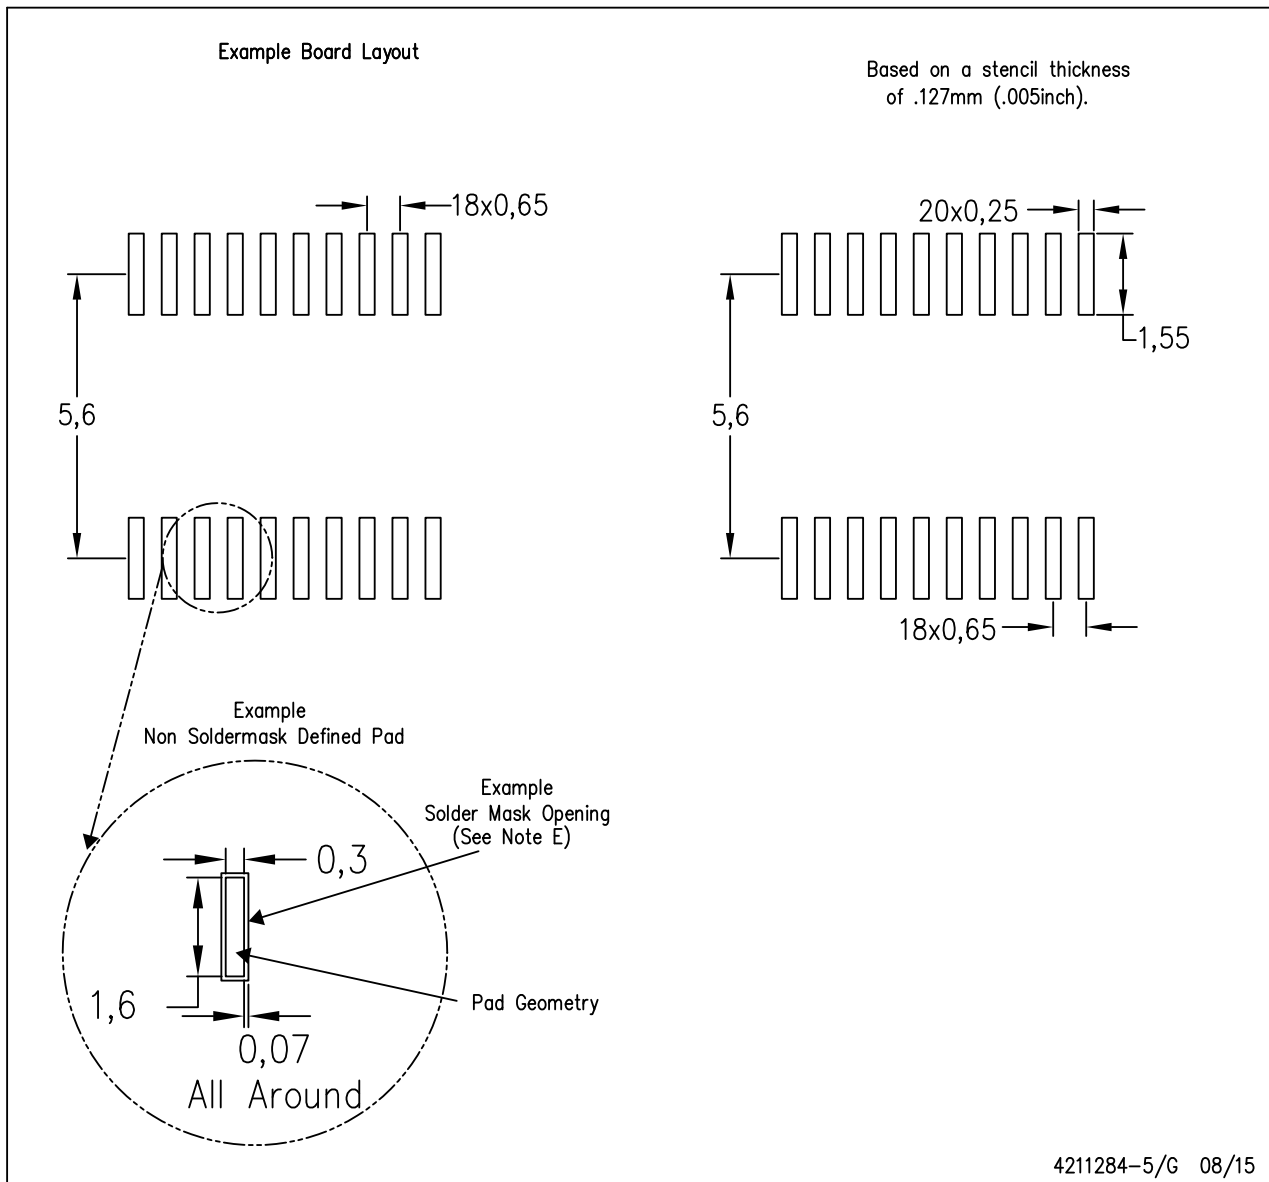 Example Board Layout
Based on a stencil thickness
of .127mm (.005inch).
18x0,65
20x0,25
1,55
5,6
5,6
18x0,65
Example
Non Soldermask Defined Pad
Example
Solder Mask Opening
(See Note E)
0,3
1,6
Pad Geometry
0,07
All Around
4211284-5/G 08/15